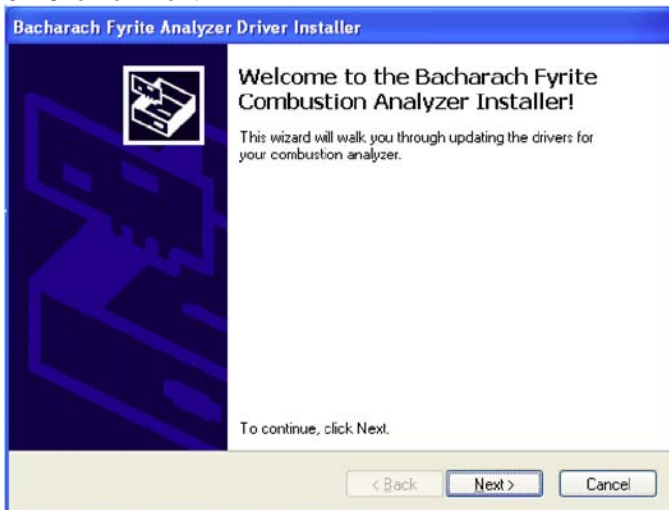 Bacharach Fyrite Analyzer Driver Installer
Welcome to the Bacharach Fyrite
Combustion Analyzer Installer!
This wizard will walk you through updating the drivers for
your combustion analyzer.
To continue, click Next.
< Back Next > Cancel